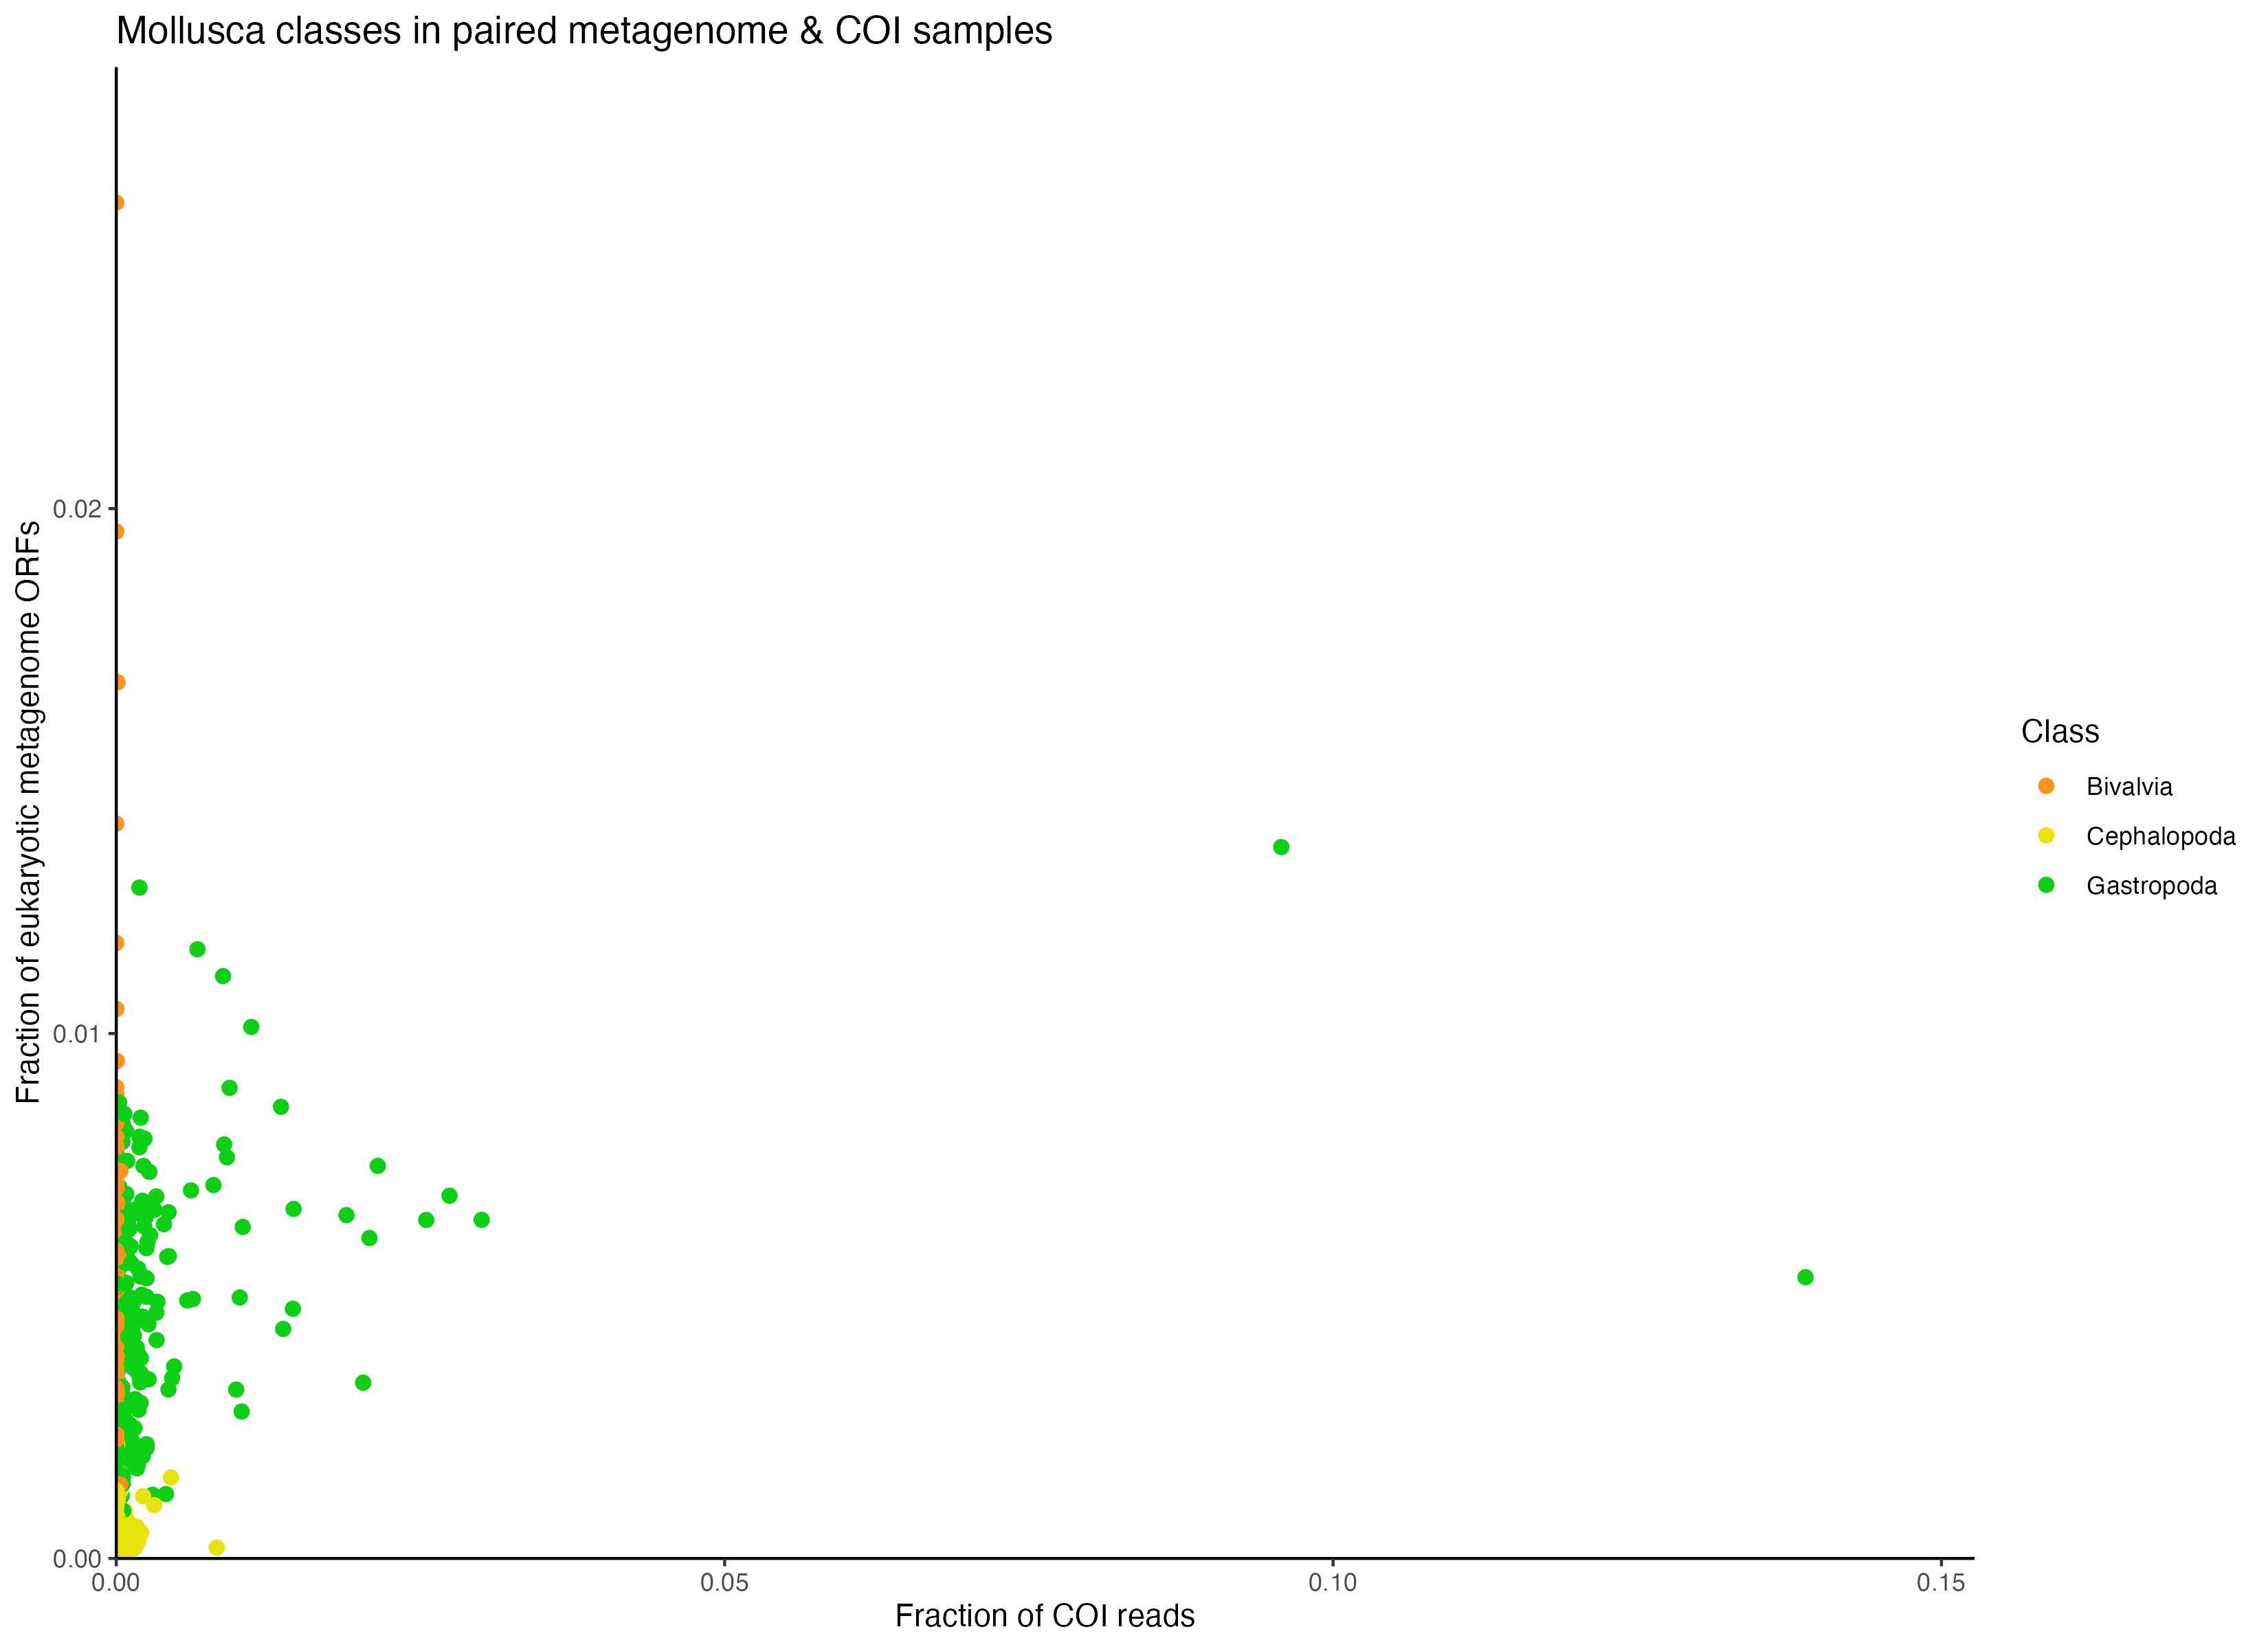 Mollusca classes in paired metagenome & COI samples
Fraction of eukaryotic metagenome ORFs
0.02
0.01
0.00
0.00
0.05
0.10
0.15
Fraction of COI reads
Class
Bivalvia
Cephalopoda
Gastropoda